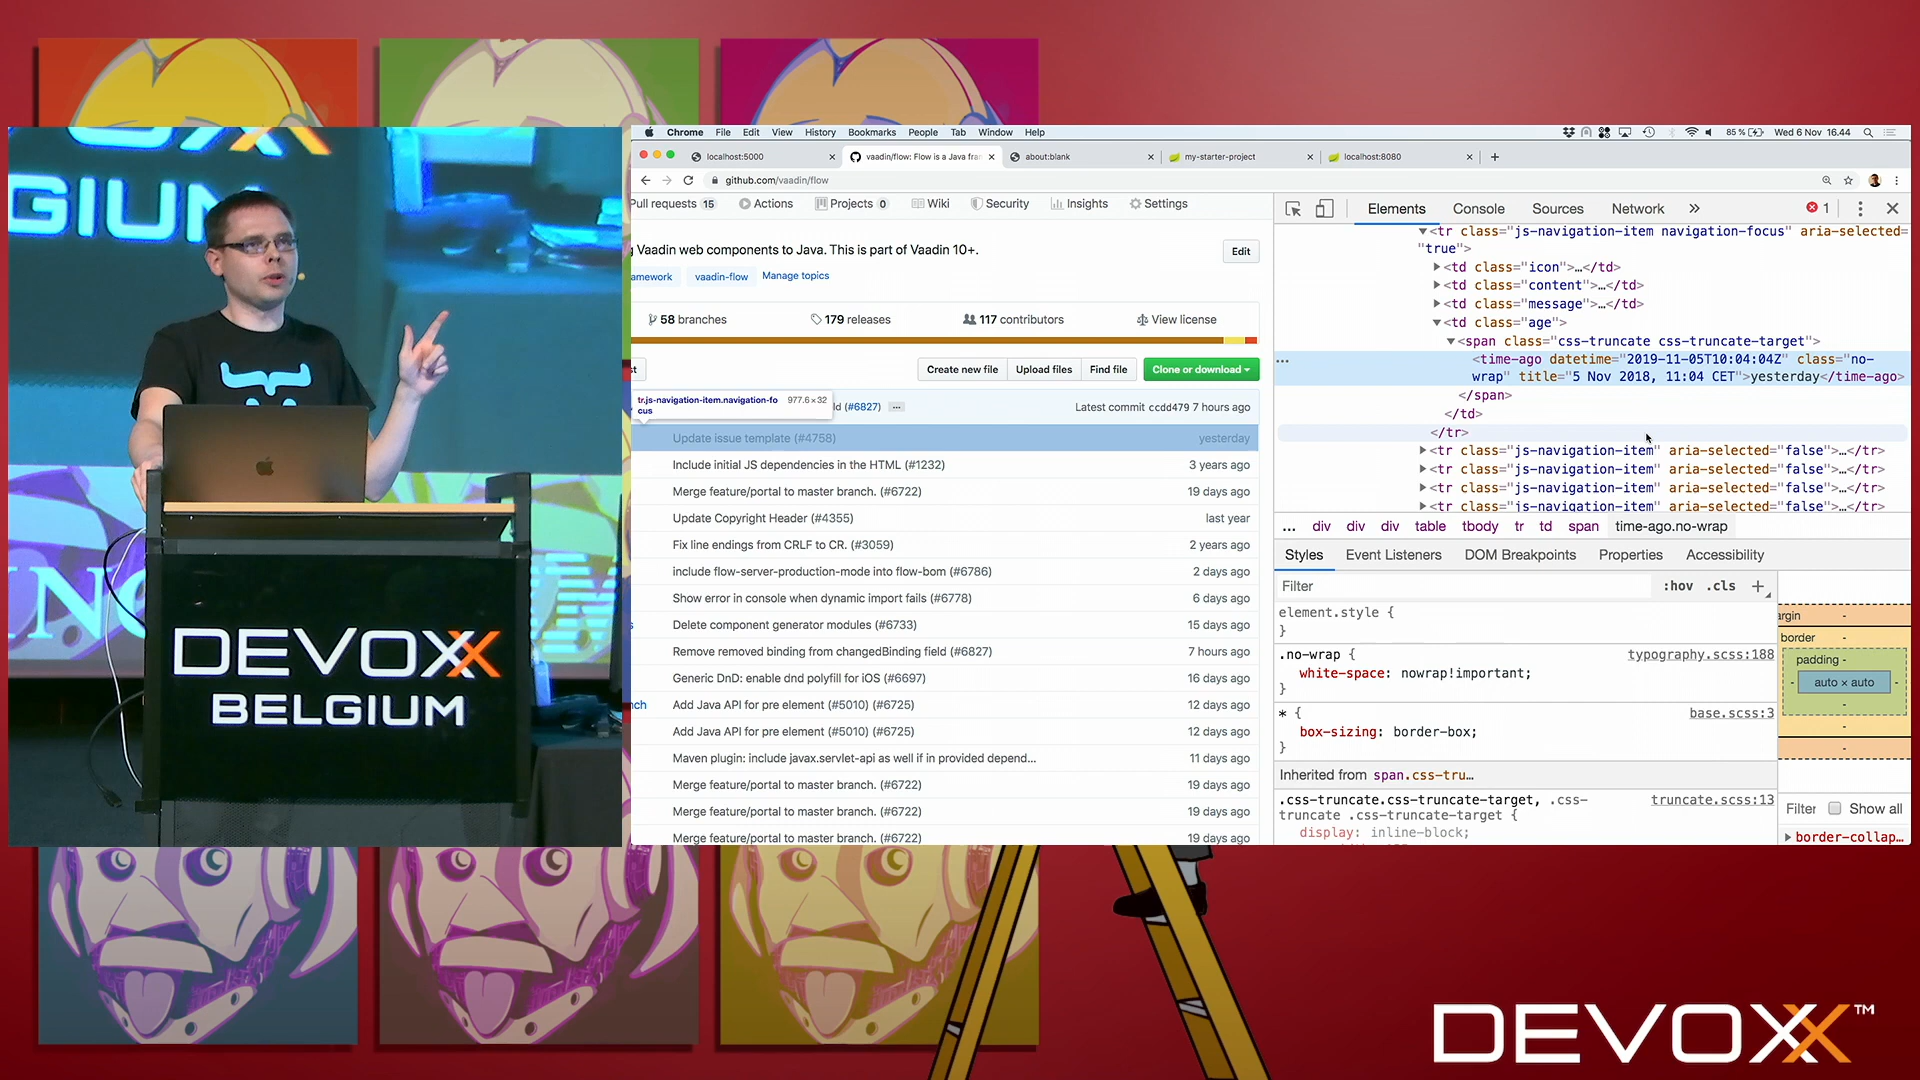 GIUM
DEVOXX
BELGIUM
Chrome File Edit View History Bookmarks People Tab Window Help
85 % Wed 6 Nov 16.44
localhost:5000
vaadin/flow: Flow is a Java fra
about:blank
my-starter-project
localhost:8080
github.com/vaadin/flow
Pull requests 15 Actions Projects 0 Wiki Security Insights Settings
g Vaadin web components to Java. This is part of Vaadin 10+.
Edit
amework vaadin-flow Manage topics
58 branches 179 releases 117 contributors View license
st Create new file Upload files Find file Clone or download
tr.js-navigation-item.navigation-fo
cus
977.6 × 32
ld (#6827) ... Latest commit ccdd479 7 hours ago
Update issue template (#4758) yesterday
Include initial JS dependencies in the HTML (#1232) 3 years ago
Merge feature/portal to master branch. (#6722) 19 days ago
Update Copyright Header (#4355) last year
Fix line endings from CRLF to CR. (#3059) 2 years ago
include flow-server-production-mode into flow-bom (#6786) 2 days ago
Show error in console when dynamic import fails (#6778) 6 days ago
s Delete component generator modules (#6733) 15 days ago
Remove removed binding from changedBinding field (#6827) 7 hours ago
Generic DnD: enable dnd polyfill for iOS (#6697) 16 days ago
nch Add Java API for pre element (#5010) (#6725) 12 days ago
Add Java API for pre element (#5010) (#6725) 12 days ago
Maven plugin: include javax.servlet-api as well if in provided depend... 11 days ago
Merge feature/portal to master branch. (#6722) 19 days ago
Merge feature/portal to master branch. (#6722) 19 days ago
Merge feature/portal to master branch. (#6722) 19 days ago
Elements Console Sources Network » 1
▼<tr class="js-navigation-item navigation-focus" aria-selected=
"true">
▶<td class="icon">…</td>
▶<td class="content">…</td>
▶<td class="message">…</td>
▼<td class="age">
▼<span class="css-truncate css-truncate-target">
... <time-ago datetime="2019-11-05T10:04:04Z" class="no-
wrap" title="5 Nov 2018, 11:04 CET">yesterday</time-ago>
</span>
</td>
</tr>
▶<tr class="js-navigation-item" aria-selected="false">…</tr>
▶<tr class="js-navigation-item" aria-selected="false">…</tr>
▶<tr class="js-navigation-item" aria-selected="false">…</tr>
▶<tr class="js-navigation-item" aria-selected="false">…</tr>
... div div div table tbody tr td span time-ago.no-wrap
Styles Event Listeners DOM Breakpoints Properties Accessibility
Filter :hov .cls +
element.style {
}
.no-wrap { typography.scss:188
white-space: nowrap!important;
}
* { base.scss:3
box-sizing: border-box;
}
Inherited from span.css-tru…
.css-truncate.css-truncate-target, .css- truncate.scss:13
truncate .css-truncate-target {
display: inline-block;
argin -
border -
padding -
- auto × auto -
-
-
-
Filter Show all
▶border-collap…
DEVOXX™